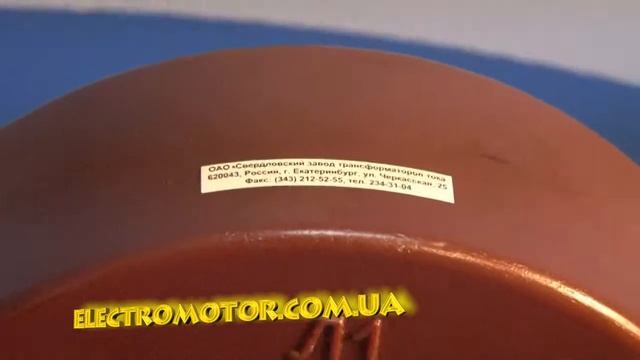 ОАО «Свердловский завод трансформаторов тока
620043, Россия, г. Екатеринбург, ул. Черкасская, 25
Факс: (343) 212-52-55, тел. 234-31-04
ELECTROMOTOR.COM.UA